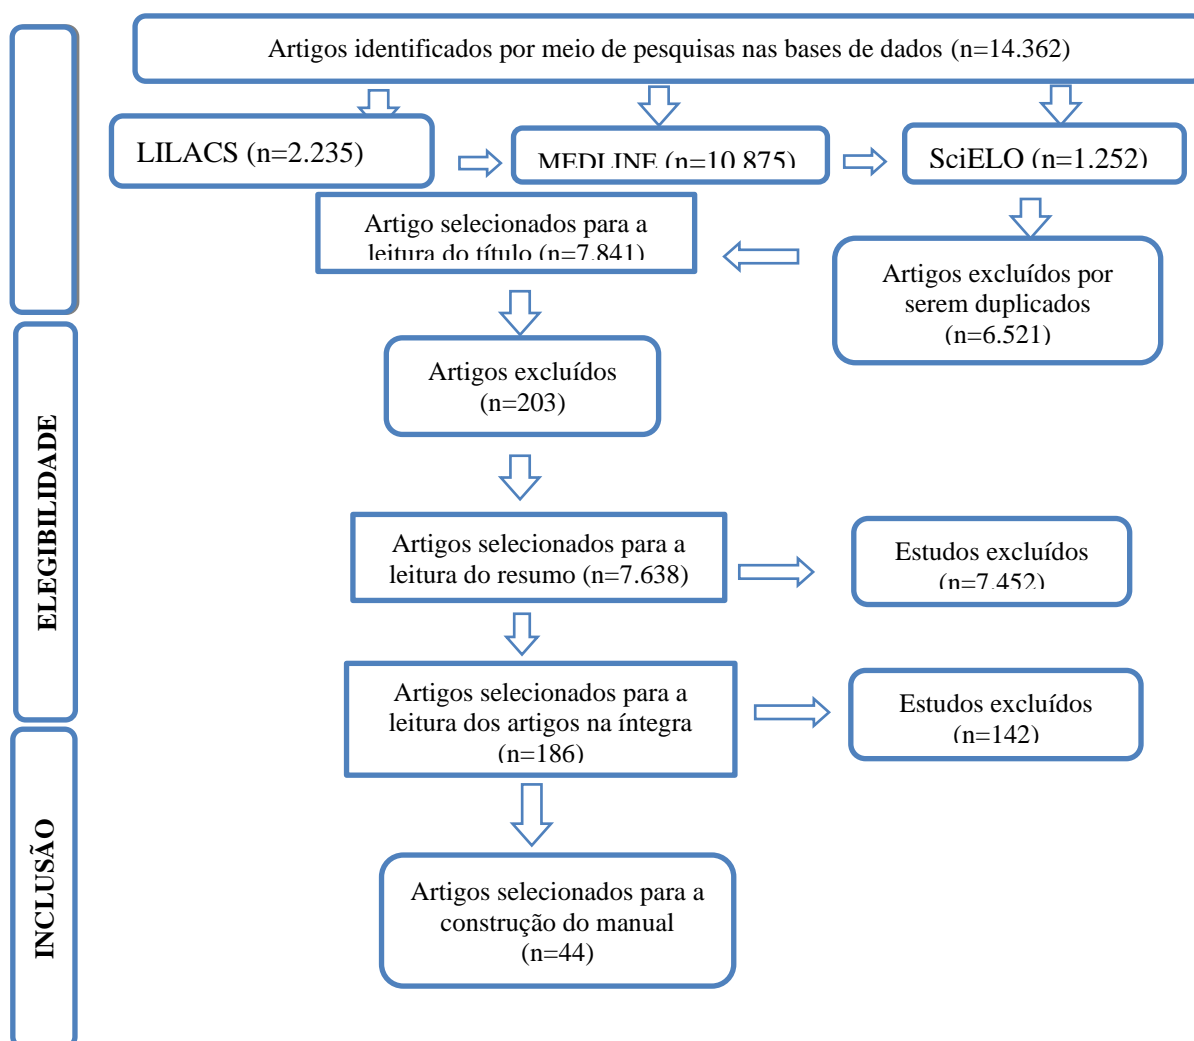 Artigos identificados por meio de pesquisas nas bases de dados (n=14.362)
LILACS (n=2.235)
MEDLINE (n=10.875)
SciELO (n=1.252)
Artigo selecionados para a
leitura do título (n=7.841)
Artigos excluídos por
serem duplicados
(n=6.521)
Artigos excluídos
(n=203)
ELEGIBILIDADE
Artigos selecionados para a
leitura do resumo (n=7.638)
Estudos excluídos
(n=7.452)
Artigos selecionados para a
leitura dos artigos na íntegra
(n=186)
Estudos excluídos
(n=142)
INCLUSÃO
Artigos selecionados para a
construção do manual
(n=44)